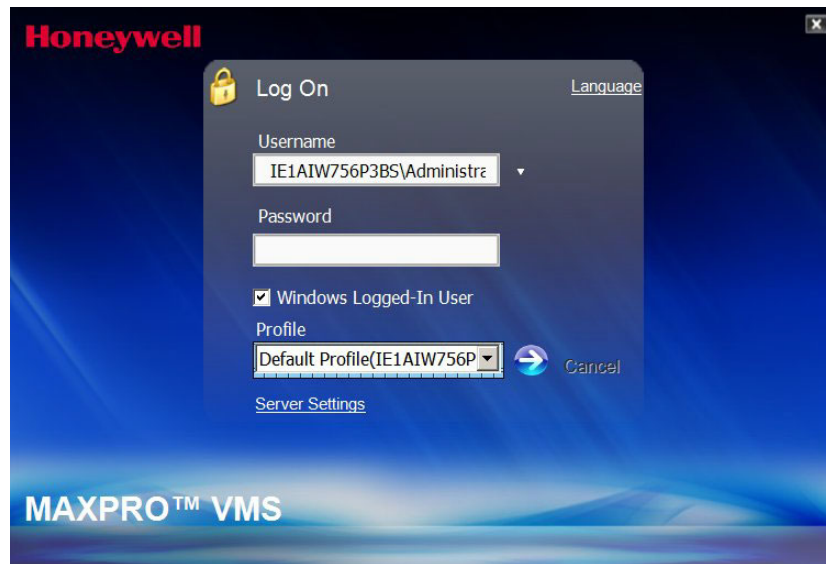 Honeywell
Log On
Language
Username
IE1AIW756P3BS\Administra
Password
Windows Logged-In User
Profile
Default Profile(IE1AIW756P
Cancel
Server Settings
MAXPRO™ VMS